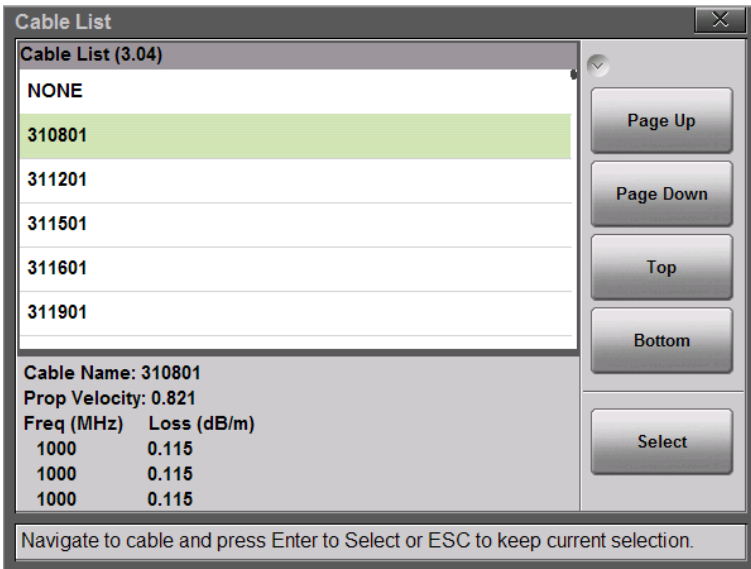 Cable List
Cable List (3.04)
NONE
310801
311201
311501
311601
311901
Page Up
Page Down
Top
Bottom
Select
Cable Name: 310801
Prop Velocity: 0.821
Freq (MHz) Loss (dB/m)
1000 0.115
1000 0.115
1000 0.115
Navigate to cable and press Enter to Select or ESC to keep current selection.